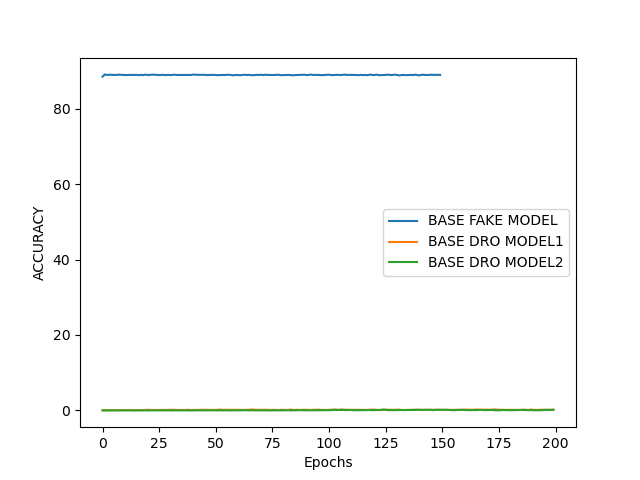 80
60
40
20
0
ACCURACY
BASE FAKE MODEL
BASE DRO MODEL1
BASE DRO MODEL2
0 25 50 75 100 125 150 175 200
Epochs